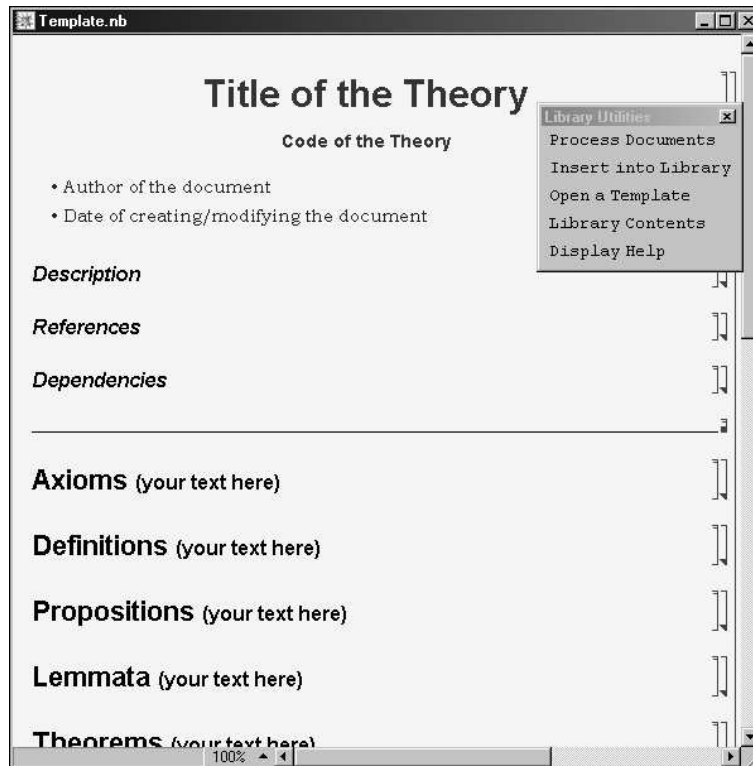 Template.nb
Title of the Theory
Code of the Theory
• Author of the document
• Date of creating/modifying the document
Library Utilities
Process Documents
Insert into Library
Open a Template
Library Contents
Display Help
Description
References
Dependencies
Axioms (your text here)
Definitions (your text here)
Propositions (your text here)
Lemmata (your text here)
Theorems (your text here)
100%